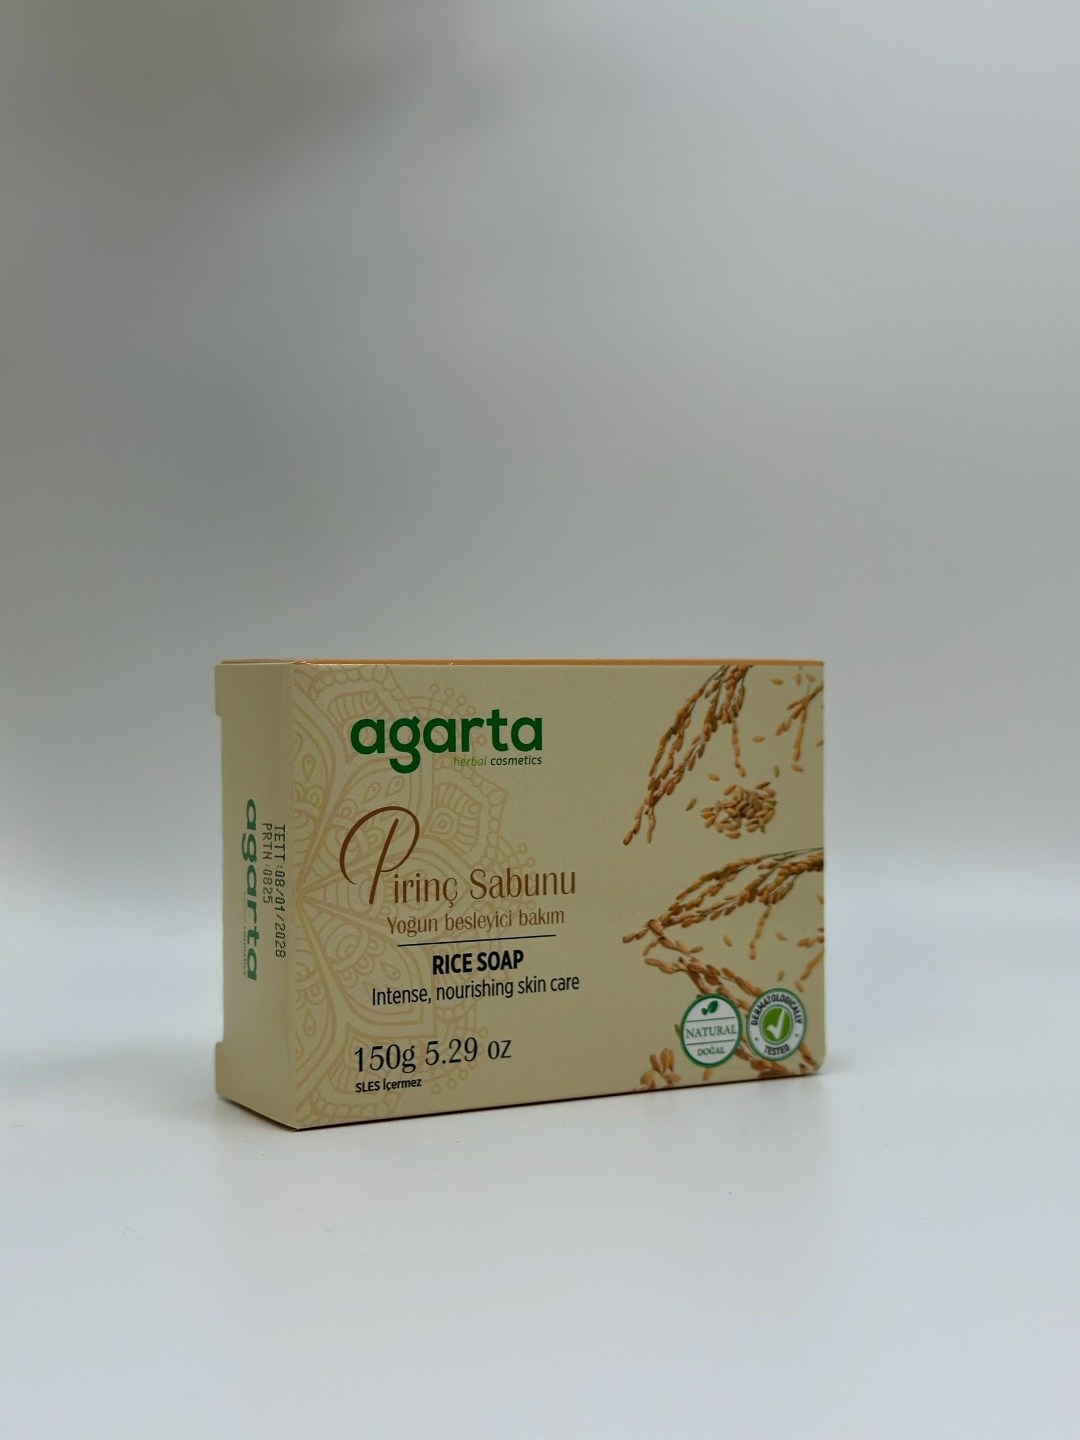 agarta
herbal cosmetics
Pirinç Sabunu
Yoğun besleyici bakım
RICE SOAP
Intense, nourishing skin care
150g 5.29 oz
SLES İçermez
NATURAL
DOĞAL
DERMATOLOGICALLY
TESTED
TETT:08/01/2028
PRTN:0825
agarta
cosmetics